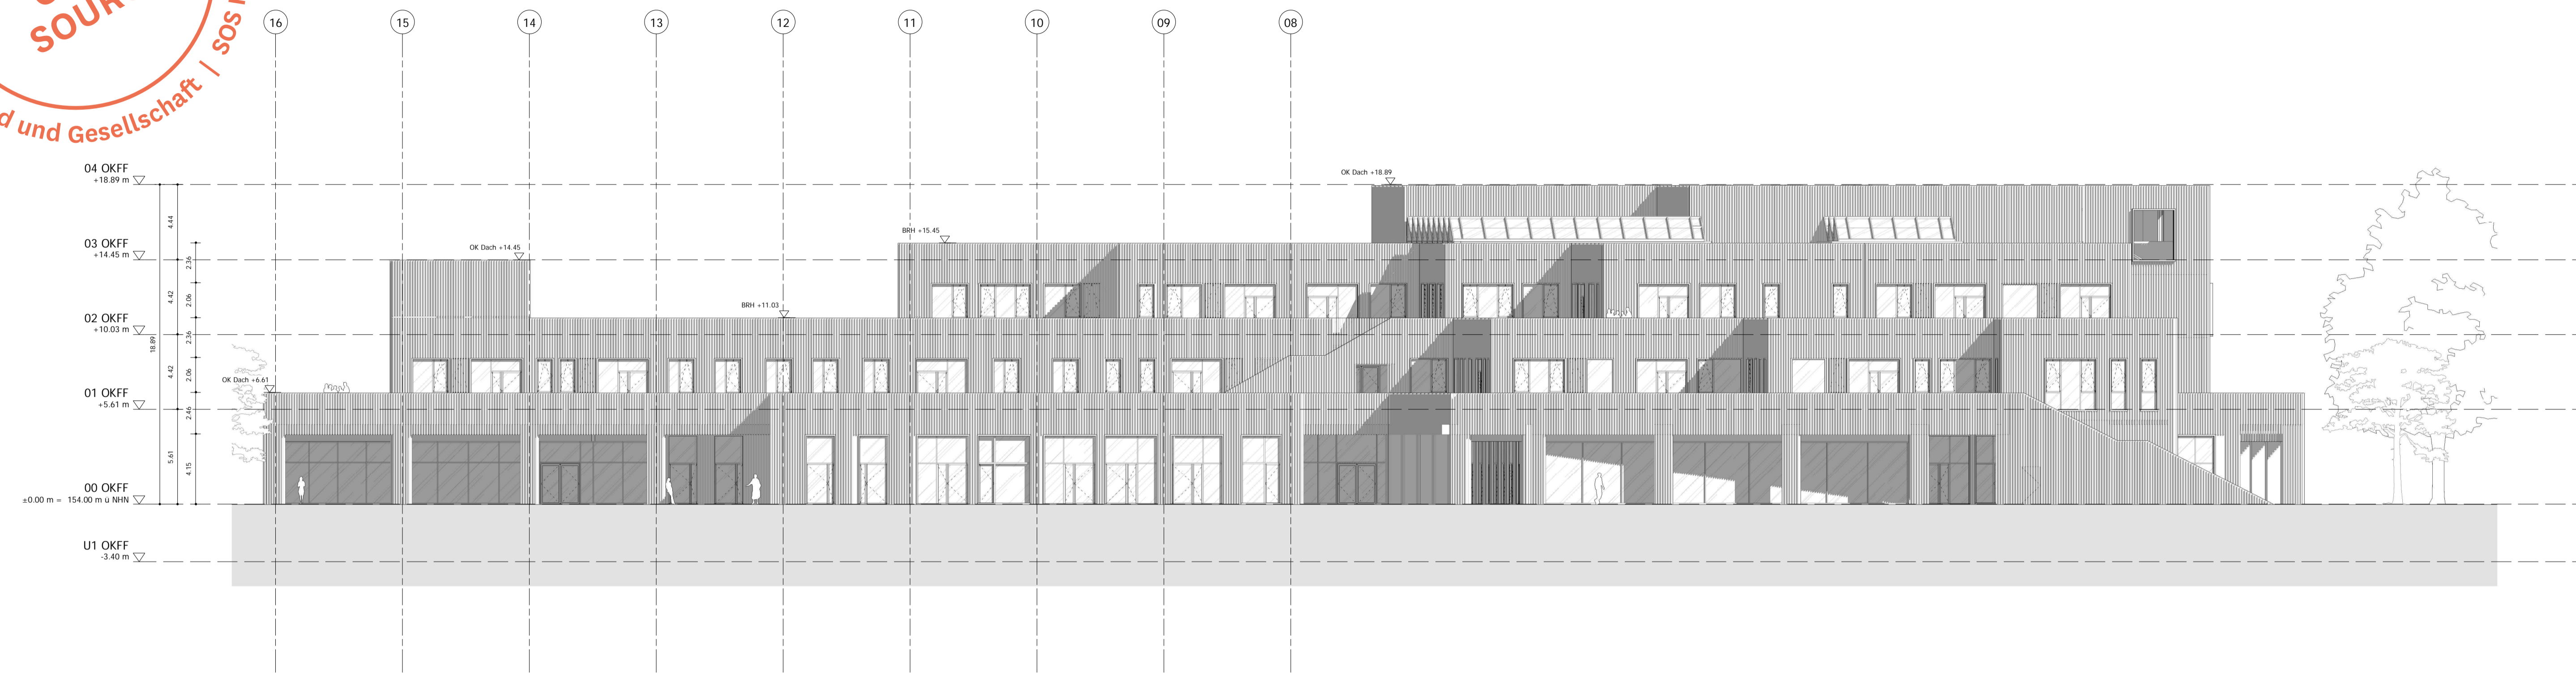 SOUR
d und Gesellschaft | SOS
16
15
14
13
12
11
10
09
08
04 OKFF
+18.89 m
03 OKFF
+14.45 m
02 OKFF
+10.03 m
01 OKFF
+5.61 m
00 OKFF
±0.00 m = 154.00 m ü NHN
U1 OKFF
-3.40 m
18.89
4.44
4.42
4.42
5.61
2.36
2.06
2.36
2.06
2.46
4.15
OK Dach +6.61
OK Dach +14.45
BRH +11.03
BRH +15.45
OK Dach +18.89